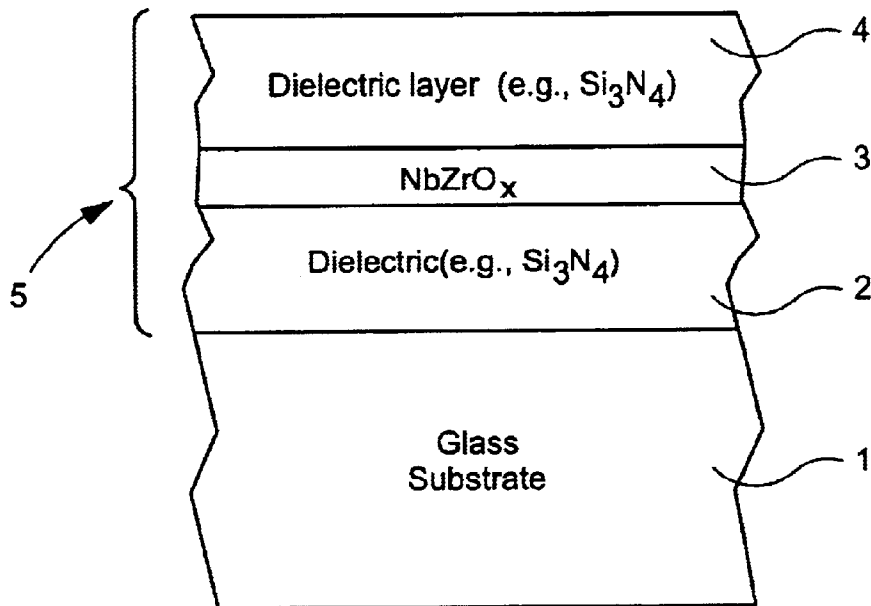 4
Dielectric layer (e.g., Si3N4)
3
NbZrOx
Dielectric(e.g., Si3N4)
5
2
Glass
Substrate
1